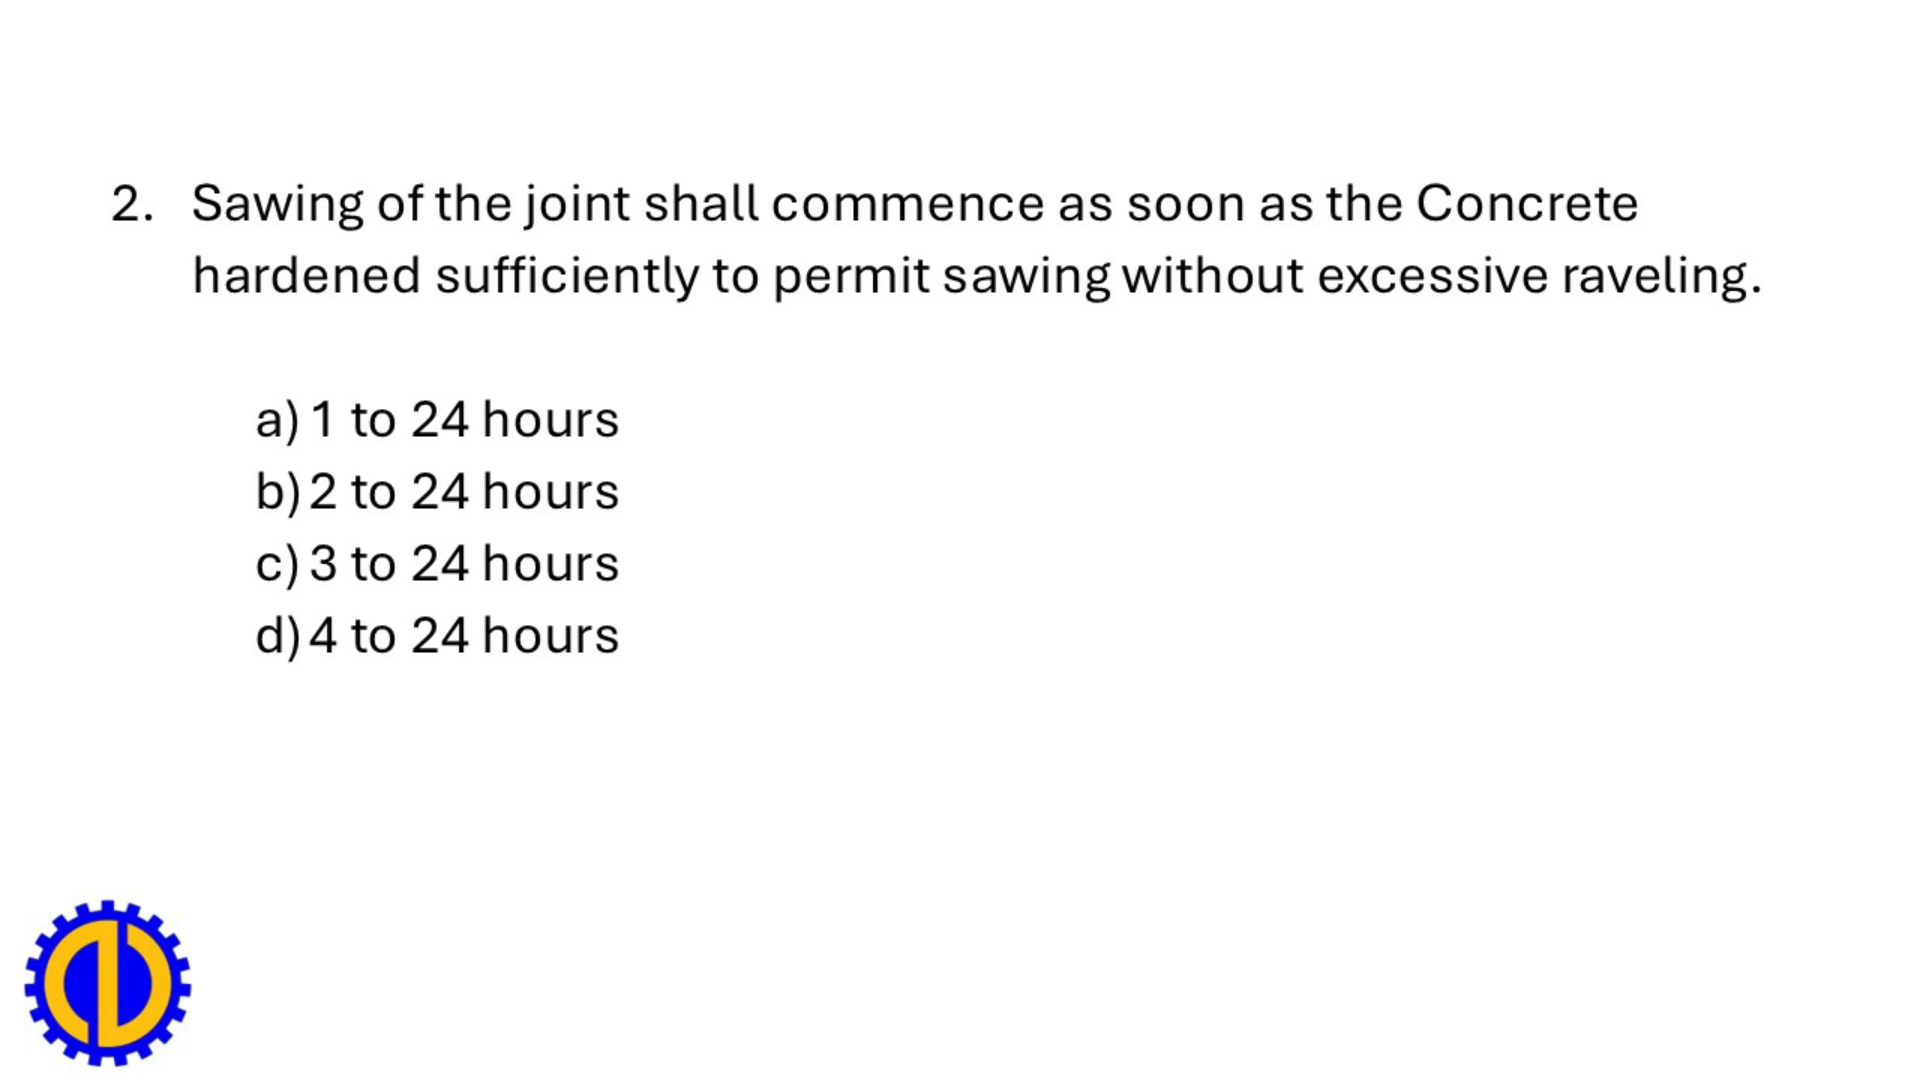 2. Sawing of the joint shall commence as soon as the Concrete
hardened sufficiently to permit sawing without excessive raveling.
a) 1 to 24 hours
b) 2 to 24 hours
c) 3 to 24 hours
d) 4 to 24 hours